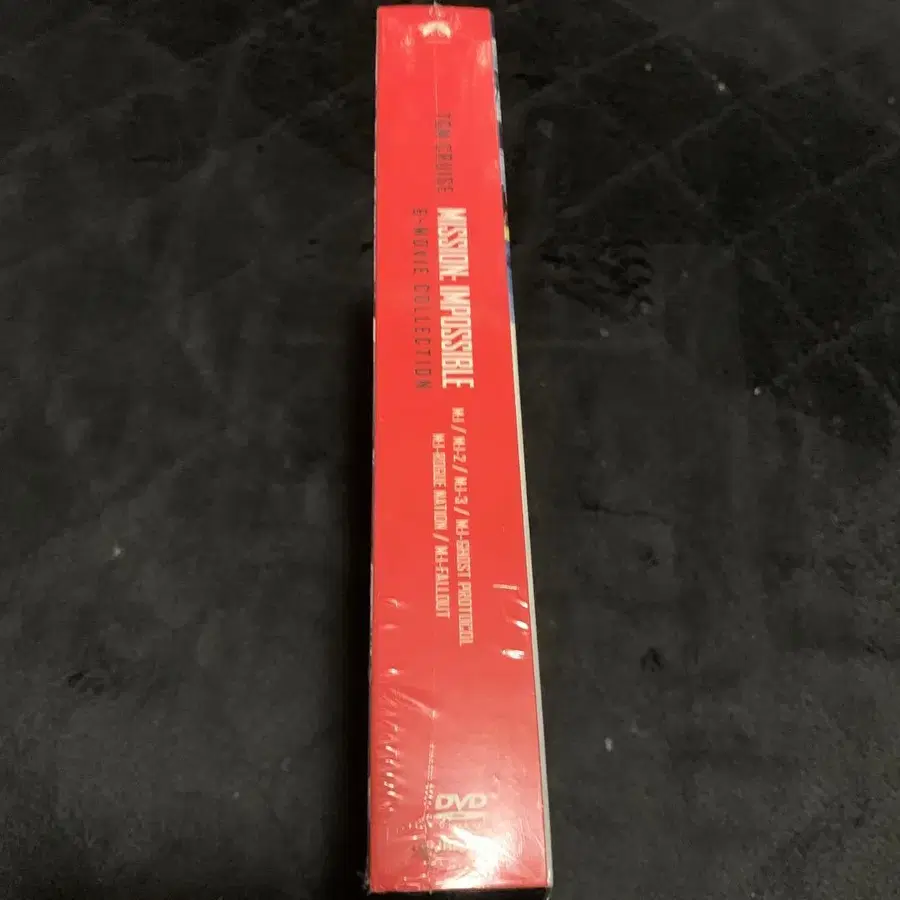 TOM CRUISE
MISSION: IMPOSSIBLE
6-MOVIE COLLECTION
M:I / M:I-2 / M:I-3 / M:I-GHOST PROTOCOL
M:I-ROGUE NATION / M:I-FALLOUT
DVD